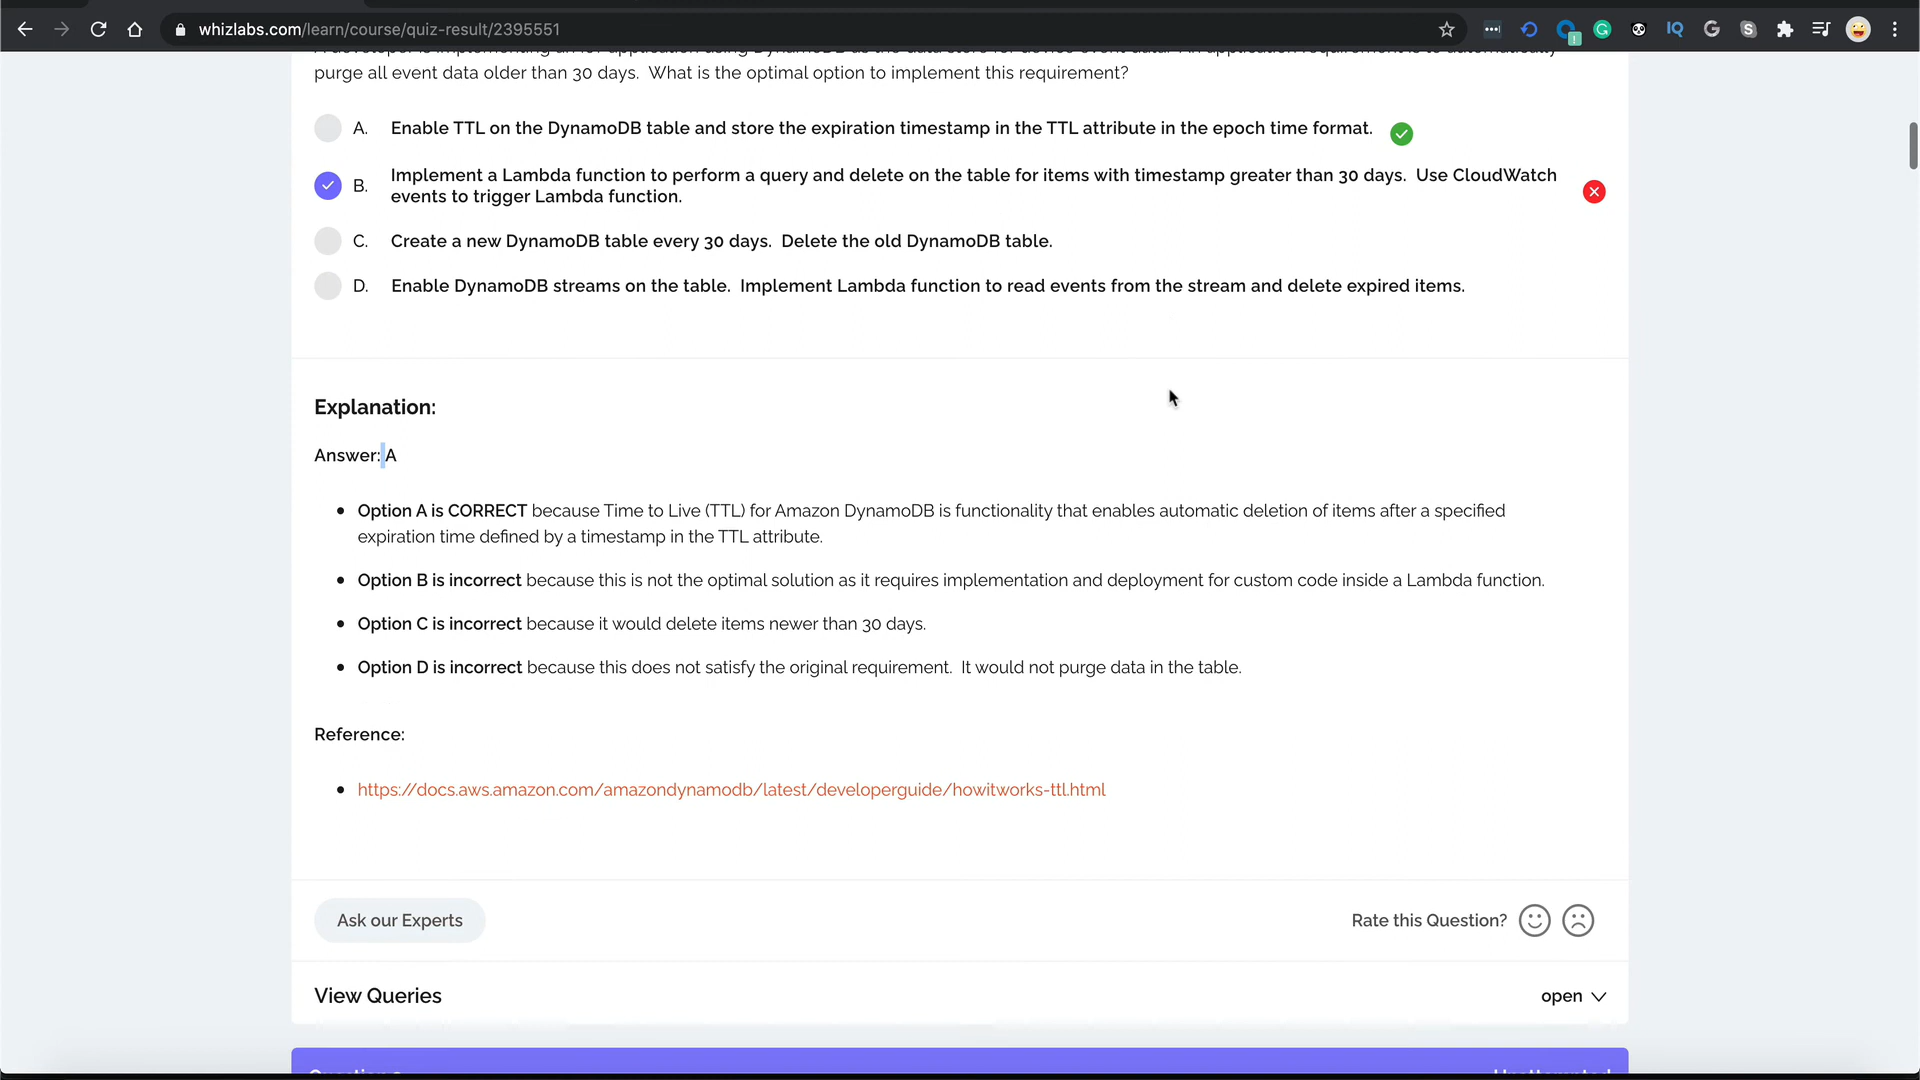 whizlabs.com/learn/course/quiz-result/2395551
purge all event data older than 30 days. What is the optimal option to implement this requirement?
A. Enable TTL on the DynamoDB table and store the expiration timestamp in the TTL attribute in the epoch time format.
B. Implement a Lambda function to perform a query and delete on the table for items with timestamp greater than 30 days. Use CloudWatch
events to trigger Lambda function.
C. Create a new DynamoDB table every 30 days. Delete the old DynamoDB table.
D. Enable DynamoDB streams on the table. Implement Lambda function to read events from the stream and delete expired items.
Explanation:
Answer: A
Option A is CORRECT because Time to Live (TTL) for Amazon DynamoDB is functionality that enables automatic deletion of items after a specified
expiration time defined by a timestamp in the TTL attribute.
Option B is incorrect because this is not the optimal solution as it requires implementation and deployment for custom code inside a Lambda function.
Option C is incorrect because it would delete items newer than 30 days.
Option D is incorrect because this does not satisfy the original requirement. It would not purge data in the table.
Reference:
https://docs.aws.amazon.com/amazondynamodb/latest/developerguide/howitworks-ttl.html
Ask our Experts
Rate this Question?
View Queries
open